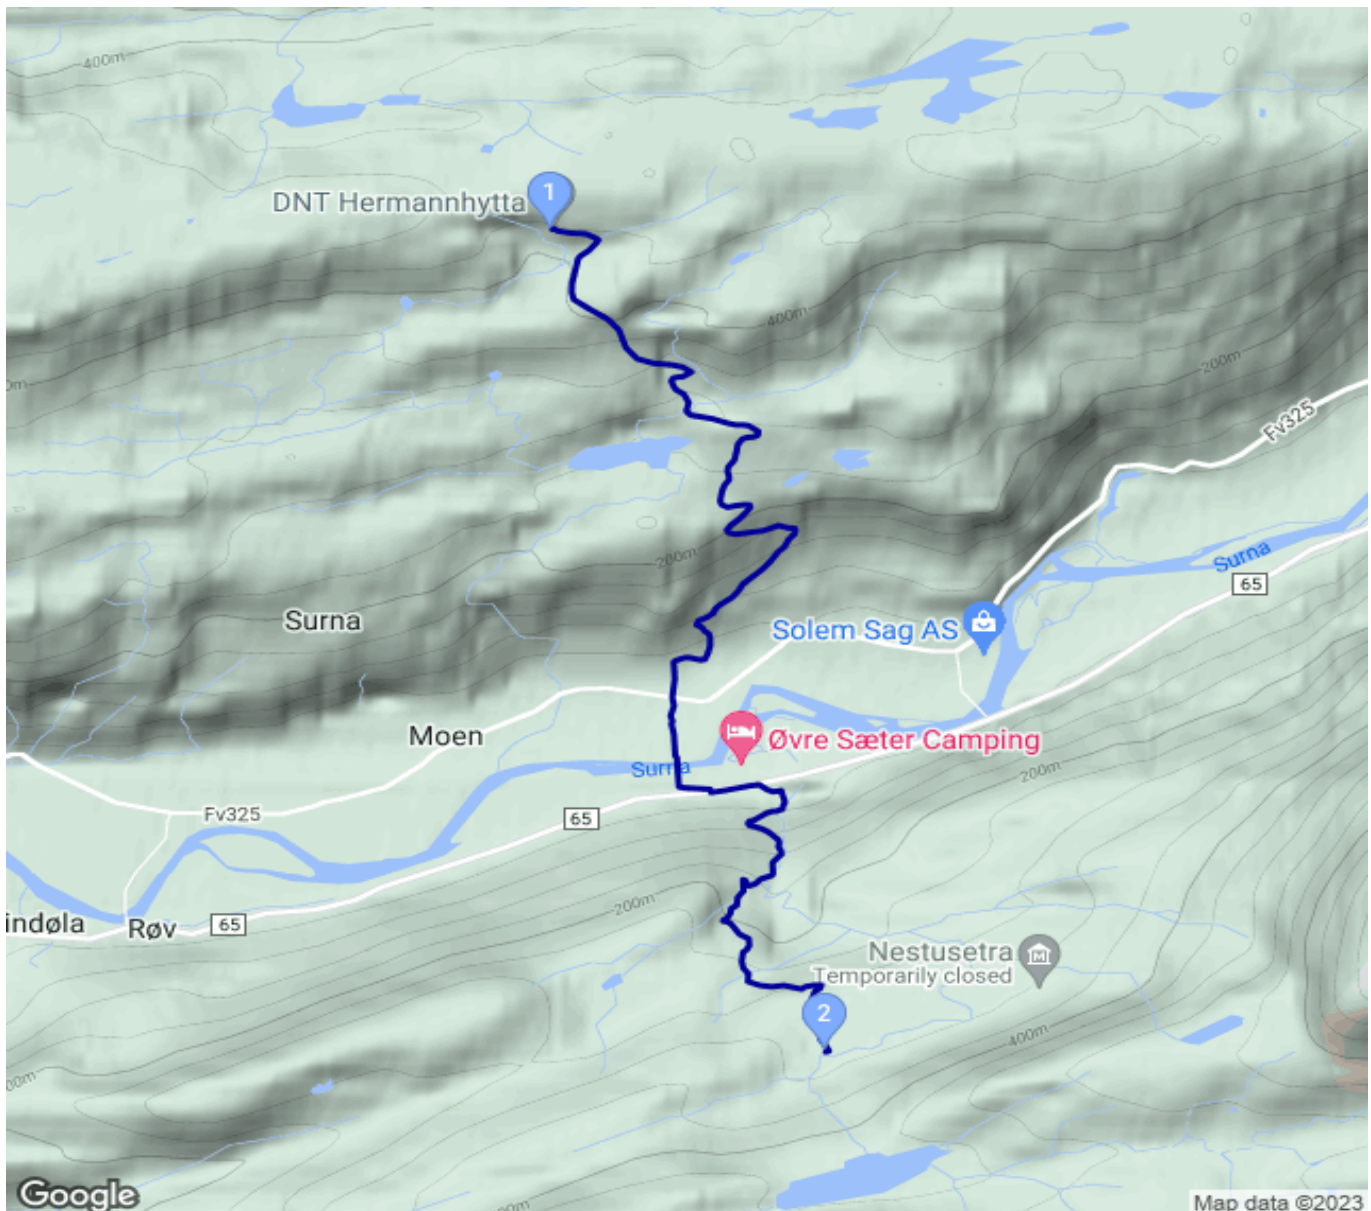 400m
1
DNT Hermannhytta
400m
200m
Fv325
200m
Surna
65
Surna
Solem Sag AS
Moen
Øvre Sæter Camping
Surna
200m
Fv325
65
200m
indøla
Røv
65
Nestusetra
Temporarily closed
2
400m
Google
Map data ©2023